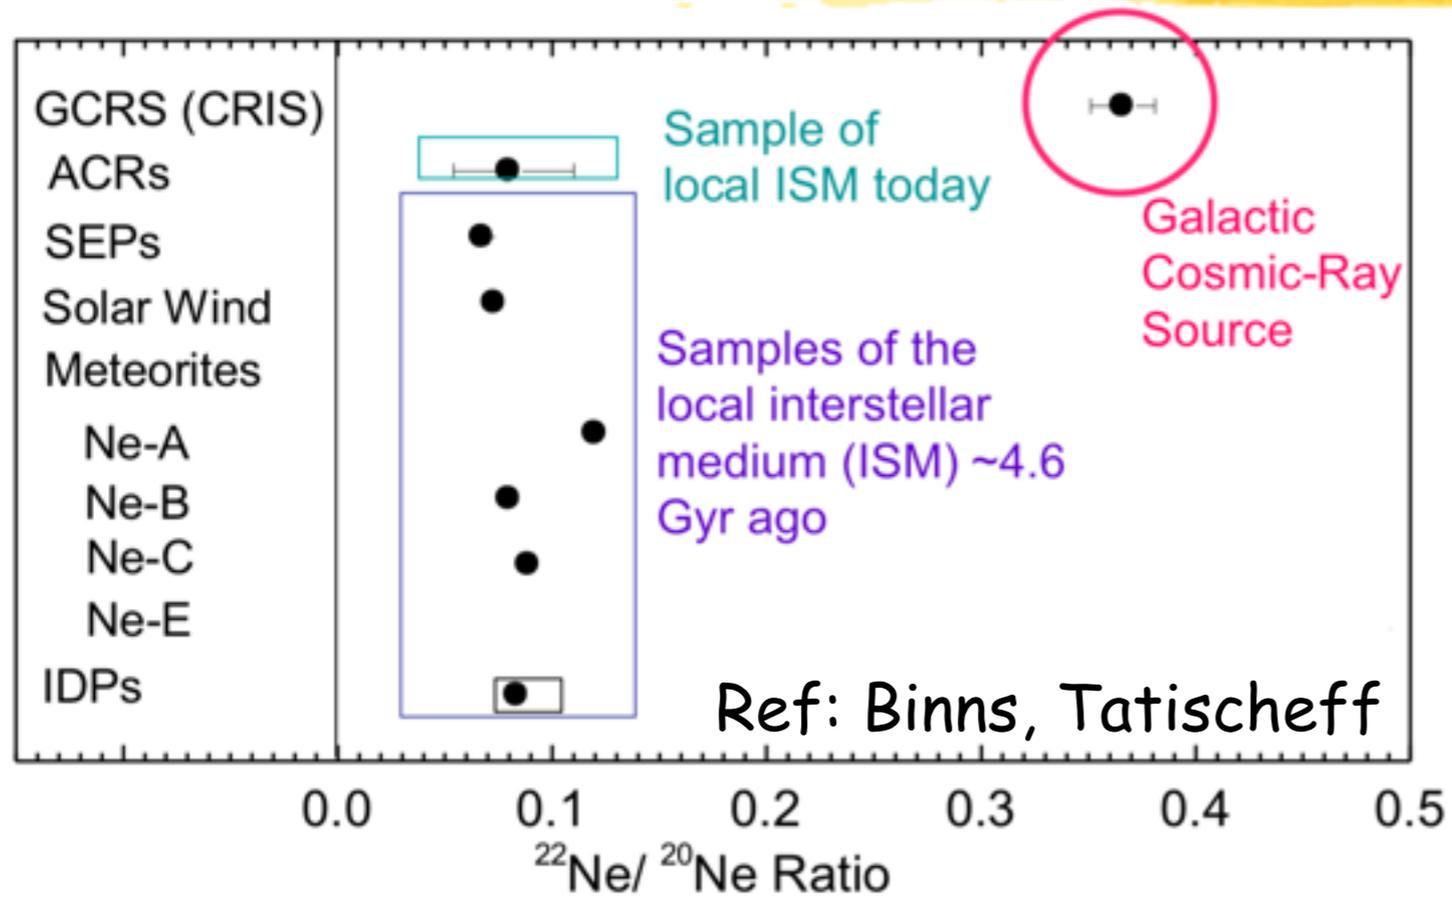 GCRS (CRIS)
ACRs
SEPs
Solar Wind
Meteorites
Ne-A
Ne-B
Ne-C
Ne-E
IDPs
Sample of
local ISM today
Galactic
Cosmic-Ray
Source
Samples of the
local interstellar
medium (ISM) ~4.6
Gyr ago
Ref: Binns, Tatischeff
0.0 0.1 0.2 0.3 0.4 0.5
²²Ne/ ²⁰Ne Ratio